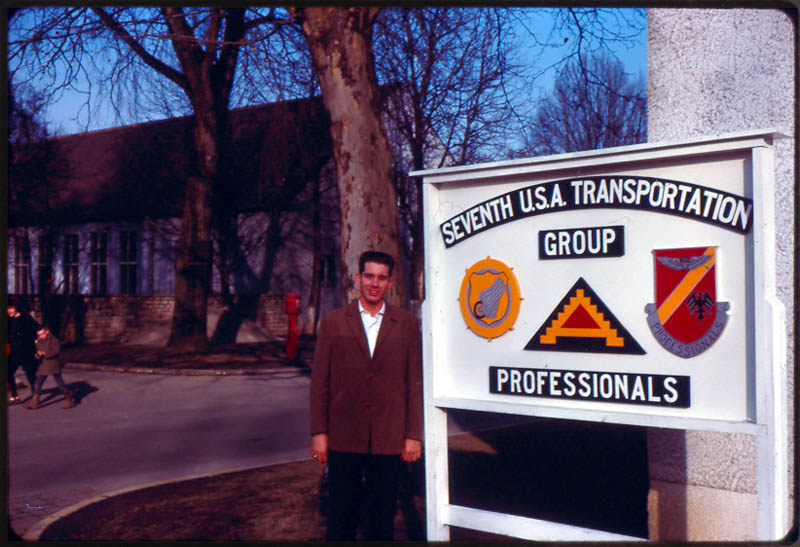 SEVENTH U.S.A. TRANSPORTATION
GROUP
PROFESSIONALS
PROFESSIONALS